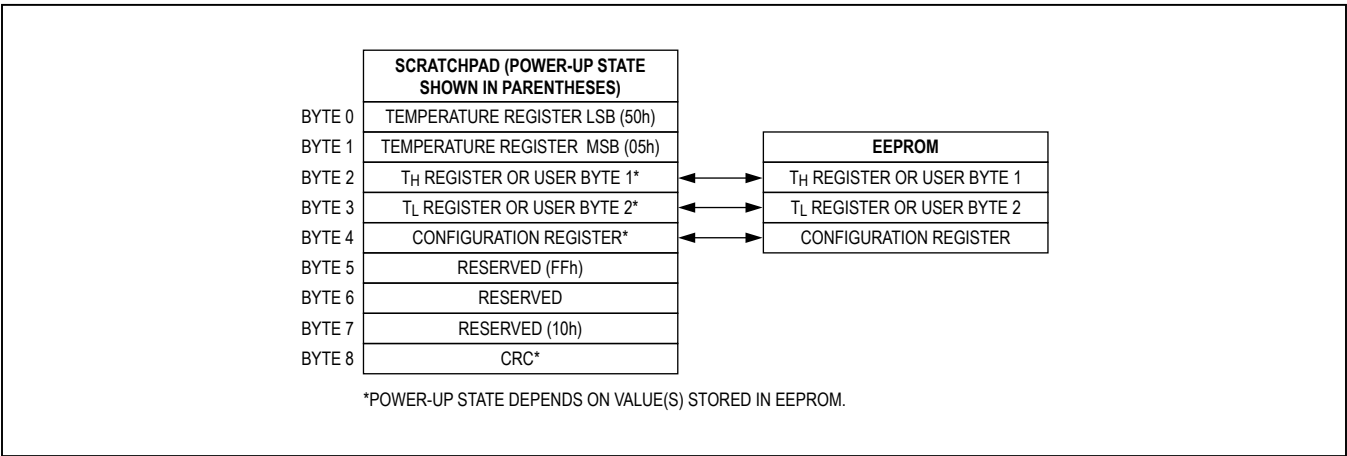 SCRATCHPAD (POWER-UP STATE
SHOWN IN PARENTHESES)
BYTE 0 TEMPERATURE REGISTER LSB (50h)
BYTE 1 TEMPERATURE REGISTER MSB (05h) EEPROM
BYTE 2 TH REGISTER OR USER BYTE 1* TH REGISTER OR USER BYTE 1
BYTE 3 TL REGISTER OR USER BYTE 2* TL REGISTER OR USER BYTE 2
BYTE 4 CONFIGURATION REGISTER* CONFIGURATION REGISTER
BYTE 5 RESERVED (FFh)
BYTE 6 RESERVED
BYTE 7 RESERVED (10h)
BYTE 8 CRC*
*POWER-UP STATE DEPENDS ON VALUE(S) STORED IN EEPROM.